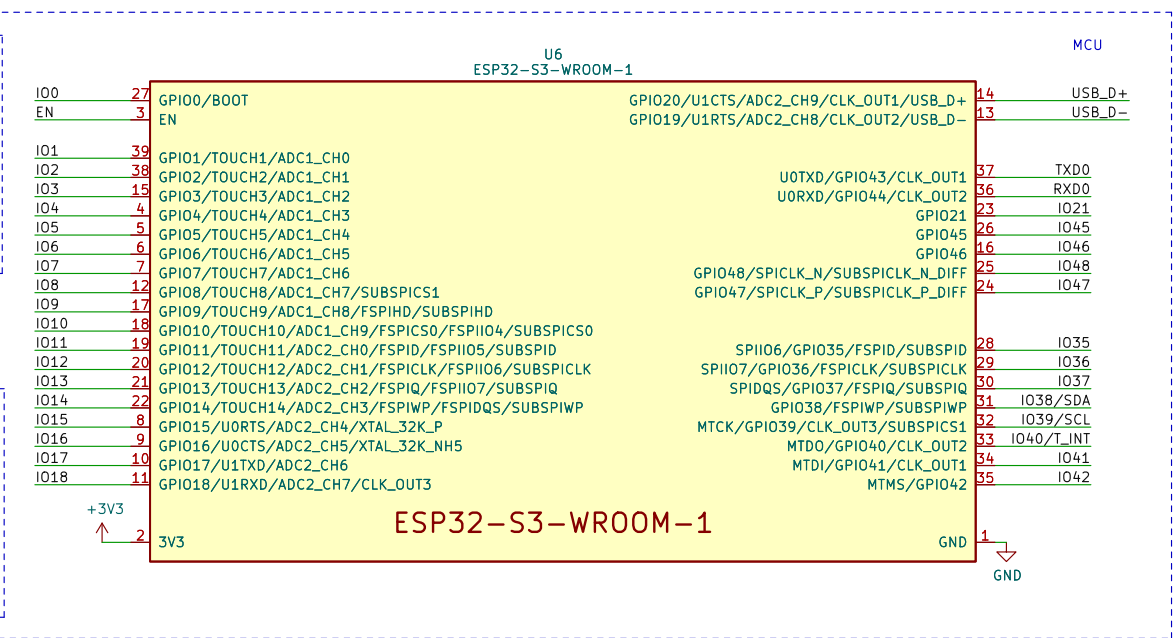 U6
MCU
ESP32-S3-WROOM-1
IO0 27 GPIO0/BOOT GPIO20/U1CTS/ADC2_CH9/CLK_OUT1/USB_D+ 14 USB_D+
EN 3 EN GPIO19/U1RTS/ADC2_CH8/CLK_OUT2/USB_D- 13 USB_D-
IO1 39 GPIO1/TOUCH1/ADC1_CH0
IO2 38 GPIO2/TOUCH2/ADC1_CH1 U0TXD/GPIO43/CLK_OUT1 37 TXD0
IO3 15 GPIO3/TOUCH3/ADC1_CH2 U0RXD/GPIO44/CLK_OUT2 36 RXD0
IO4 4 GPIO4/TOUCH4/ADC1_CH3 GPIO21 23 IO21
IO5 5 GPIO5/TOUCH5/ADC1_CH4 GPIO45 26 IO45
IO6 6 GPIO6/TOUCH6/ADC1_CH5 GPIO46 16 IO46
IO7 7 GPIO7/TOUCH7/ADC1_CH6 GPIO48/SPICLK_N/SUBSPICLK_N_DIFF 25 IO48
IO8 12 GPIO8/TOUCH8/ADC1_CH7/SUBSPICS1 GPIO47/SPICLK_P/SUBSPICLK_P_DIFF 24 IO47
IO9 17 GPIO9/TOUCH9/ADC1_CH8/FSPIHD/SUBSPIHD
IO10 18 GPIO10/TOUCH10/ADC1_CH9/FSPICS0/FSPIIO4/SUBSPICS0
IO11 19 GPIO11/TOUCH11/ADC2_CH0/FSPID/FSPIIO5/SUBSPID SPIIO6/GPIO35/FSPID/SUBSPID 28 IO35
IO12 20 GPIO12/TOUCH12/ADC2_CH1/FSPICLK/FSPIIO6/SUBSPICLK SPIIO7/GPIO36/FSPICLK/SUBSPICLK 29 IO36
IO13 21 GPIO13/TOUCH13/ADC2_CH2/FSPIQ/FSPIIO7/SUBSPIQ SPIDQS/GPIO37/FSPIQ/SUBSPIQ 30 IO37
IO14 22 GPIO14/TOUCH14/ADC2_CH3/FSPIWP/FSPIDQS/SUBSPIWP GPIO38/FSPIWP/SUBSPIWP 31 IO38/SDA
IO15 8 GPIO15/U0RTS/ADC2_CH4/XTAL_32K_P MTCK/GPIO39/CLK_OUT3/SUBSPICS1 32 IO39/SCL
IO16 9 GPIO16/U0CTS/ADC2_CH5/XTAL_32K_NH5 MTDO/GPIO40/CLK_OUT2 33 IO40/T_INT
IO17 10 GPIO17/U1TXD/ADC2_CH6 MTDI/GPIO41/CLK_OUT1 34 IO41
IO18 11 GPIO18/U1RXD/ADC2_CH7/CLK_OUT3 MTMS/GPIO42 35 IO42
+3V3
ESP32-S3-WROOM-1
2 3V3 GND 1
GND